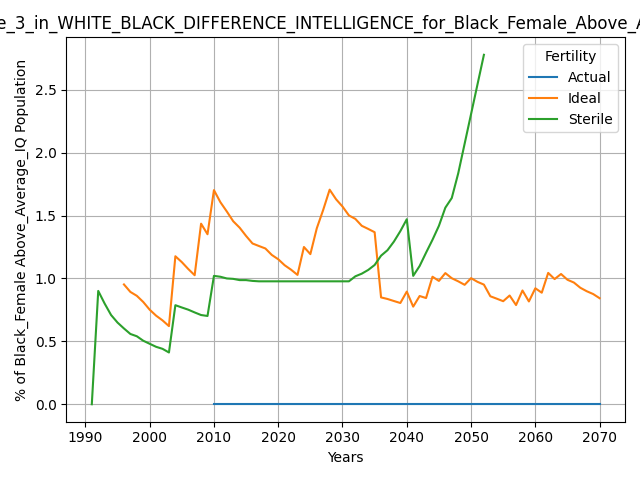 e_3_in_WHITE_BLACK_DIFFERENCE_INTELLIGENCE_for_Black_Female_Above_A
Fertility
Actual
Ideal
Sterile
% of Black_Female Above_Average_IQ Population
2.5
2.0
1.5
1.0
0.5
0.0
1990 2000 2010 2020 2030 2040 2050 2060 2070
Years